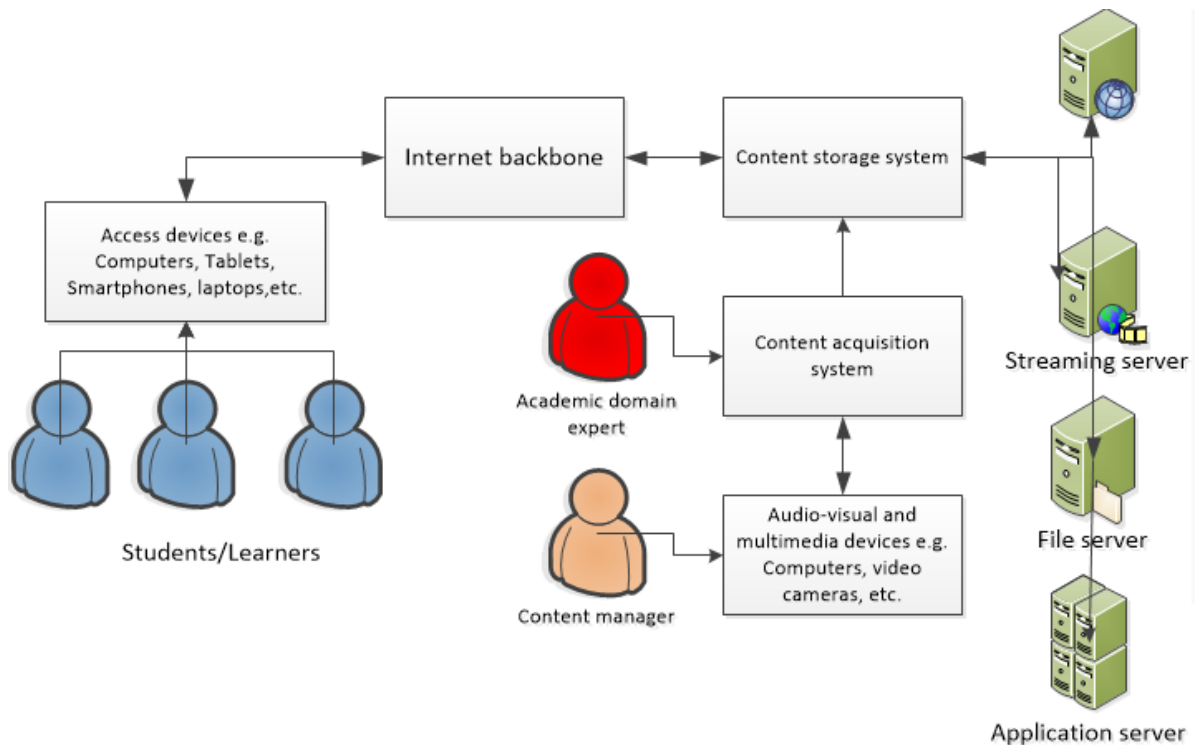 Internet backbone
Content storage system
Access devices e.g.
Computers, Tablets,
Smartphones, laptops,etc.
Content acquisition
system
Streaming server
Academic domain
expert
Audio-visual and
multimedia devices e.g.
Computers, video
cameras, etc.
File server
Students/Learners
Content manager
Application server